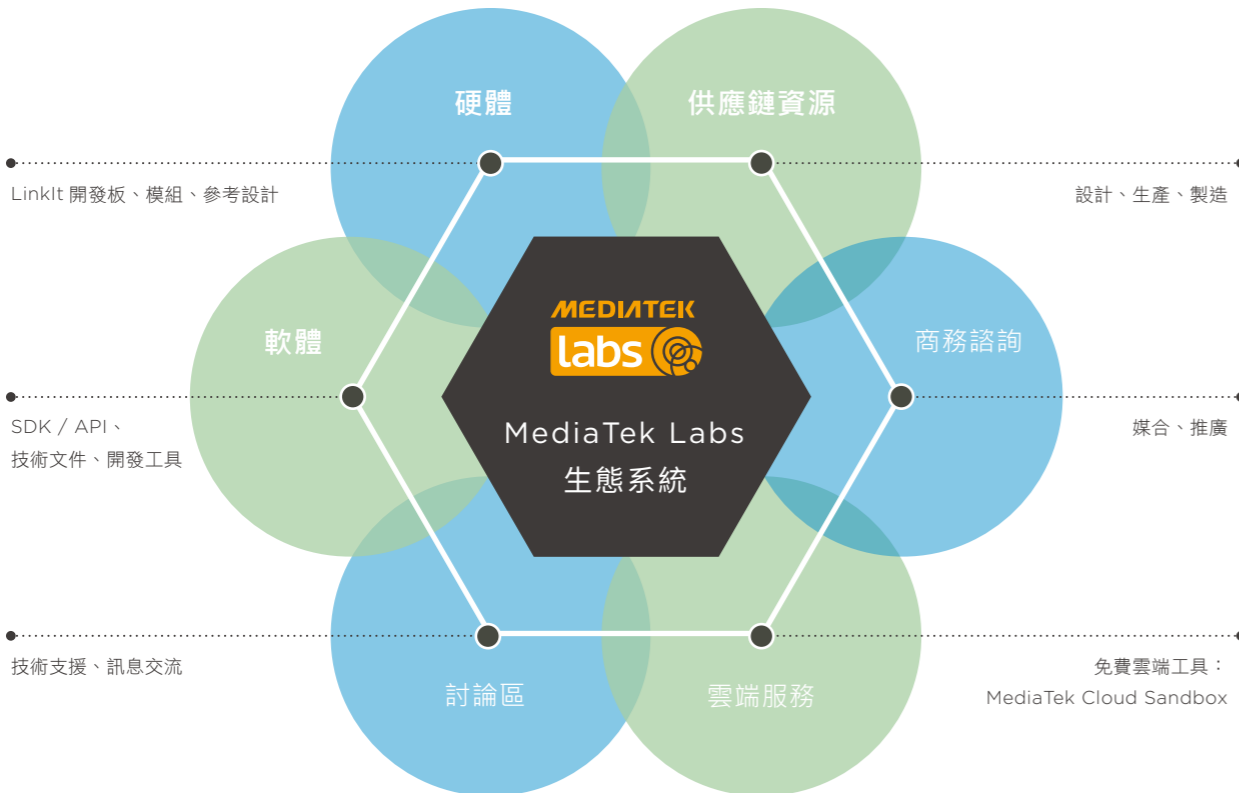 硬體
供應鏈資源
LinkIt 開發板、模組、參考設計
設計、生產、製造
MEDIATEK
labs
軟體
商務諮詢
MediaTek Labs
生態系統
SDK / API、
技術文件、開發工具
媒合、推廣
技術支援、訊息交流
討論區
雲端服務
免費雲端工具：
MediaTek Cloud Sandbox